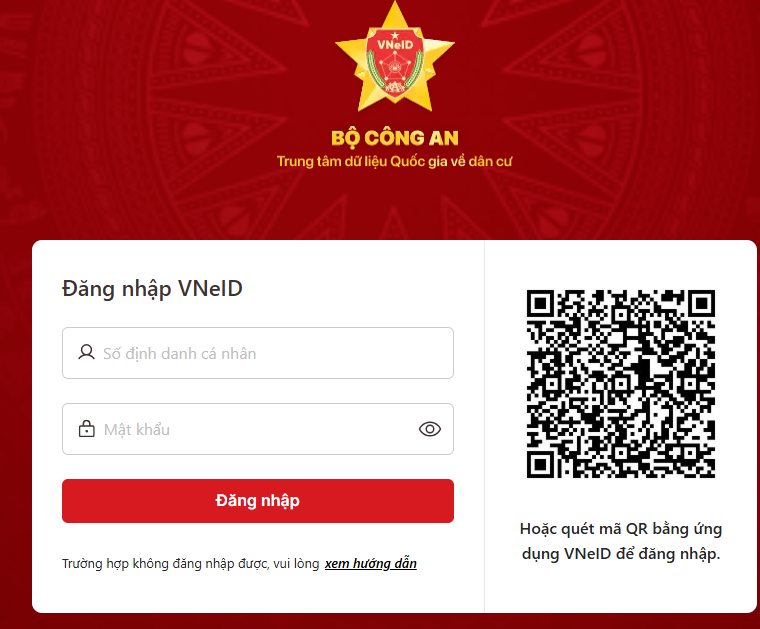 VNeID
BỘ CÔNG AN
Trung tâm dữ liệu Quốc gia về dân cư
Đăng nhập VNeID
Số định danh cá nhân
Mật khẩu
Đăng nhập
Trường hợp không đăng nhập được, vui lòng xem hướng dẫn
Hoặc quét mã QR bằng ứng
dụng VNeID để đăng nhập.